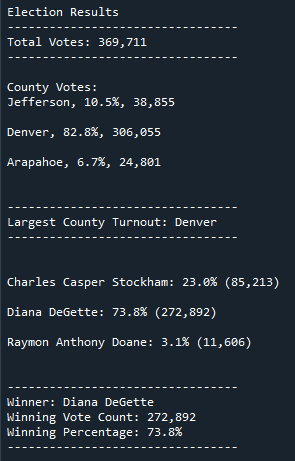 Election Results
----------------------------------
Total Votes: 369,711
----------------------------------
County Votes:
Jefferson, 10.5%, 38,855
Denver, 82.8%, 306,055
Arapahoe, 6.7%, 24,801
----------------------------------
Largest County Turnout: Denver
----------------------------------
Charles Casper Stockham: 23.0% (85,213)
Diana DeGette: 73.8% (272,892)
Raymon Anthony Doane: 3.1% (11,606)
----------------------------------
Winner: Diana DeGette
Winning Vote Count: 272,892
Winning Percentage: 73.8%
----------------------------------